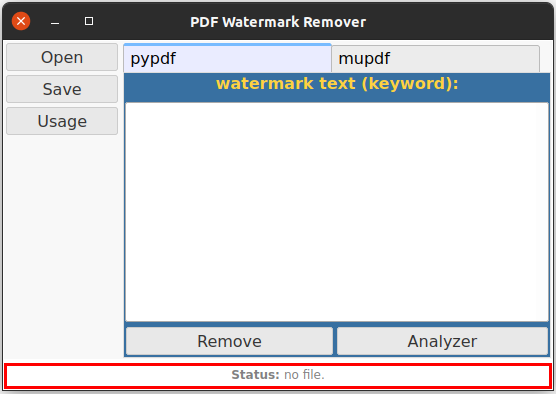 PDF Watermark Remover
Open
Save
Usage
pypdf
mupdf
watermark text (keyword):
Remove
Analyzer
Status: no file.